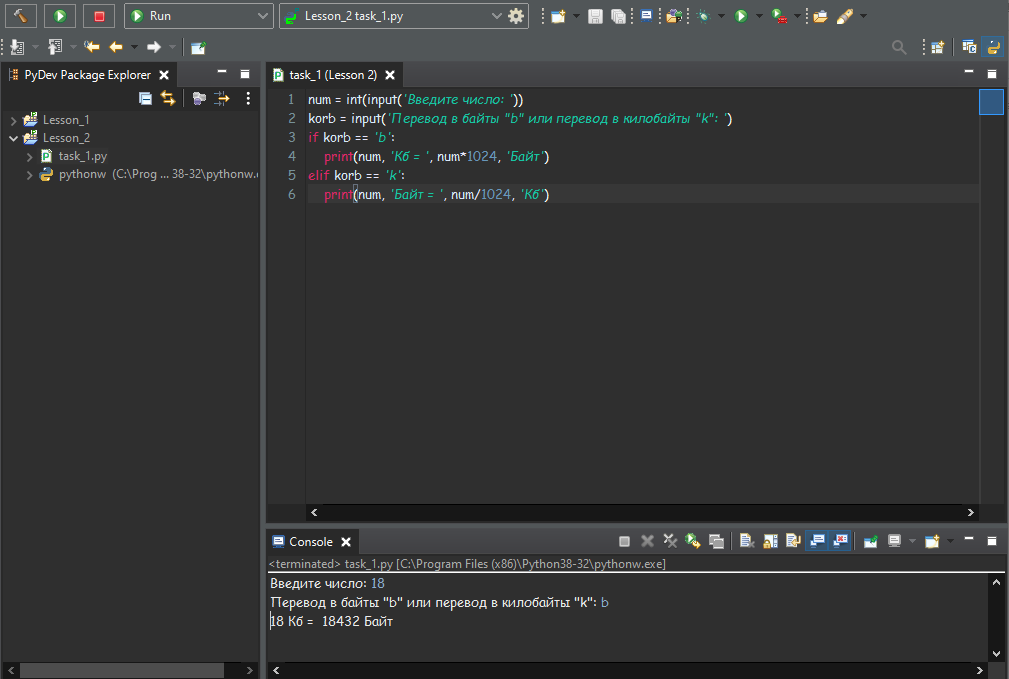 Run
Lesson_2 task_1.py
PyDev Package Explorer
task_1 (Lesson 2)
Lesson_1
Lesson_2
task_1.py
pythonw (C:\Prog ... 38-32\pythonw.
1 num = int(input('Введите число: '))
2 korb = input('Перевод в байты "b" или перевод в килобайты "k": ')
3 if korb == 'b':
4 print(num, 'Кб = ', num*1024, 'Байт')
5 elif korb == 'k':
6 print(num, 'Байт = ', num/1024, 'Кб')
Console
<terminated> task_1.py [C:\Program Files (x86)\Python38-32\pythonw.exe]
Введите число: 18
Перевод в байты "b" или перевод в килобайты "k": b
18 Кб =  18432 Байт